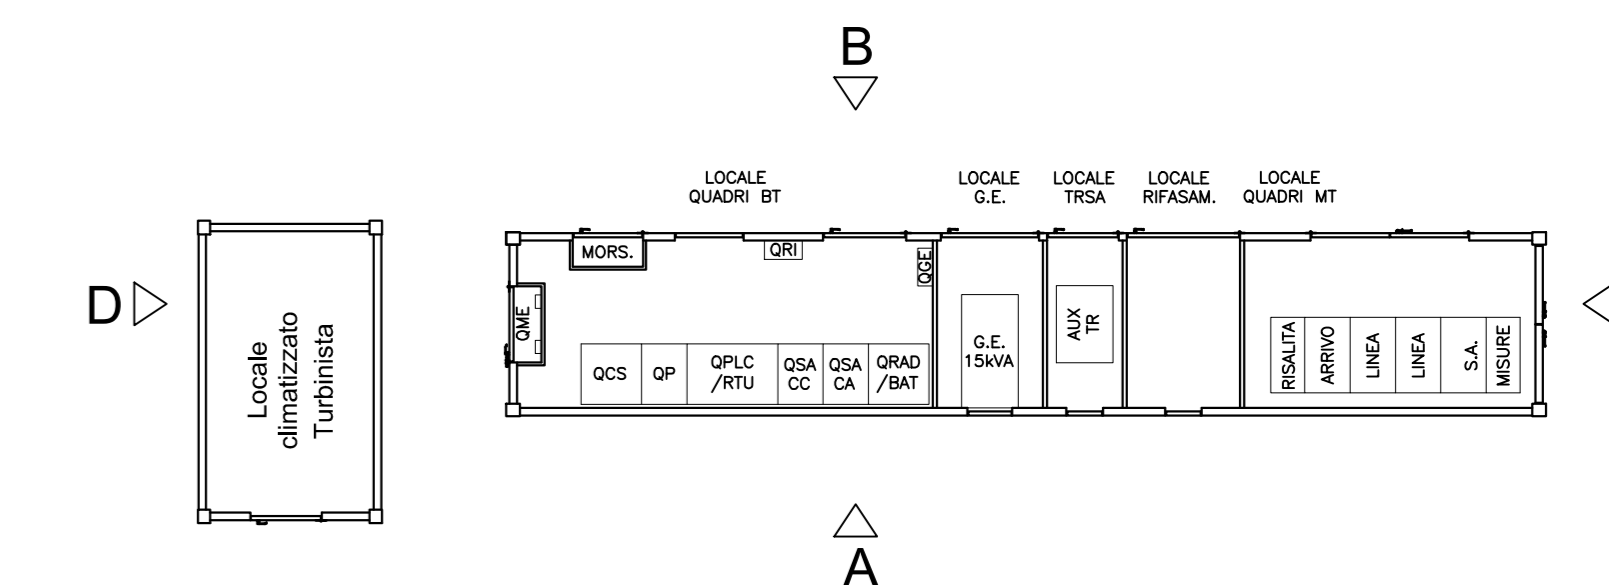 B
LOCALE
QUADRI BT
LOCALE
G.E.
LOCALE
TRSA
LOCALE
RIFASAM.
LOCALE
QUADRI MT
MORS.
QRI
QGE
D
QME
Locale
climatizzato
Turbinista
QCS
QP
QPLC
/RTU
QSA
CC
QSA
CA
QRAD
/BAT
G.E.
15kVA
AUX
TR
RISALITA
ARRIVO
LINEA
LINEA
S.A.
MISURE
A